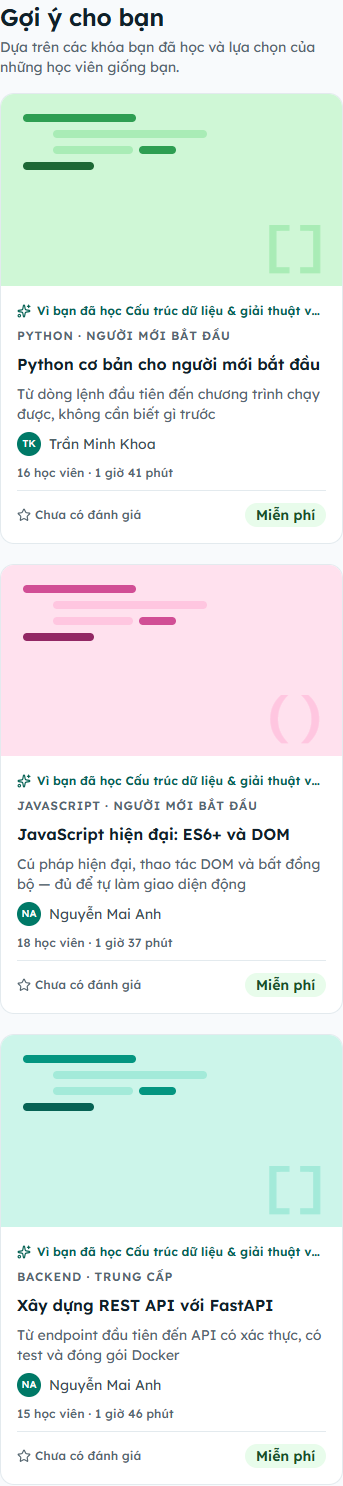 Gợi ý cho bạn
Dựa trên các khóa bạn đã học và lựa chọn của
những học viên giống bạn.
[ ]
Vì bạn đã học Cấu trúc dữ liệu & giải thuật v...
PYTHON · NGƯỜI MỚI BẮT ĐẦU
Python cơ bản cho người mới bắt đầu
Từ dòng lệnh đầu tiên đến chương trình chạy
được, không cần biết gì trước
TK Trần Minh Khoa
16 học viên · 1 giờ 41 phút
Chưa có đánh giá Miễn phí
( )
Vì bạn đã học Cấu trúc dữ liệu & giải thuật v...
JAVASCRIPT · NGƯỜI MỚI BẮT ĐẦU
JavaScript hiện đại: ES6+ và DOM
Cú pháp hiện đại, thao tác DOM và bất đồng
bộ — đủ để tự làm giao diện động
NA Nguyễn Mai Anh
18 học viên · 1 giờ 37 phút
Chưa có đánh giá Miễn phí
[ ]
Vì bạn đã học Cấu trúc dữ liệu & giải thuật v...
BACKEND · TRUNG CẤP
Xây dựng REST API với FastAPI
Từ endpoint đầu tiên đến API có xác thực, có
test và đóng gói Docker
NA Nguyễn Mai Anh
15 học viên · 1 giờ 46 phút
Chưa có đánh giá Miễn phí